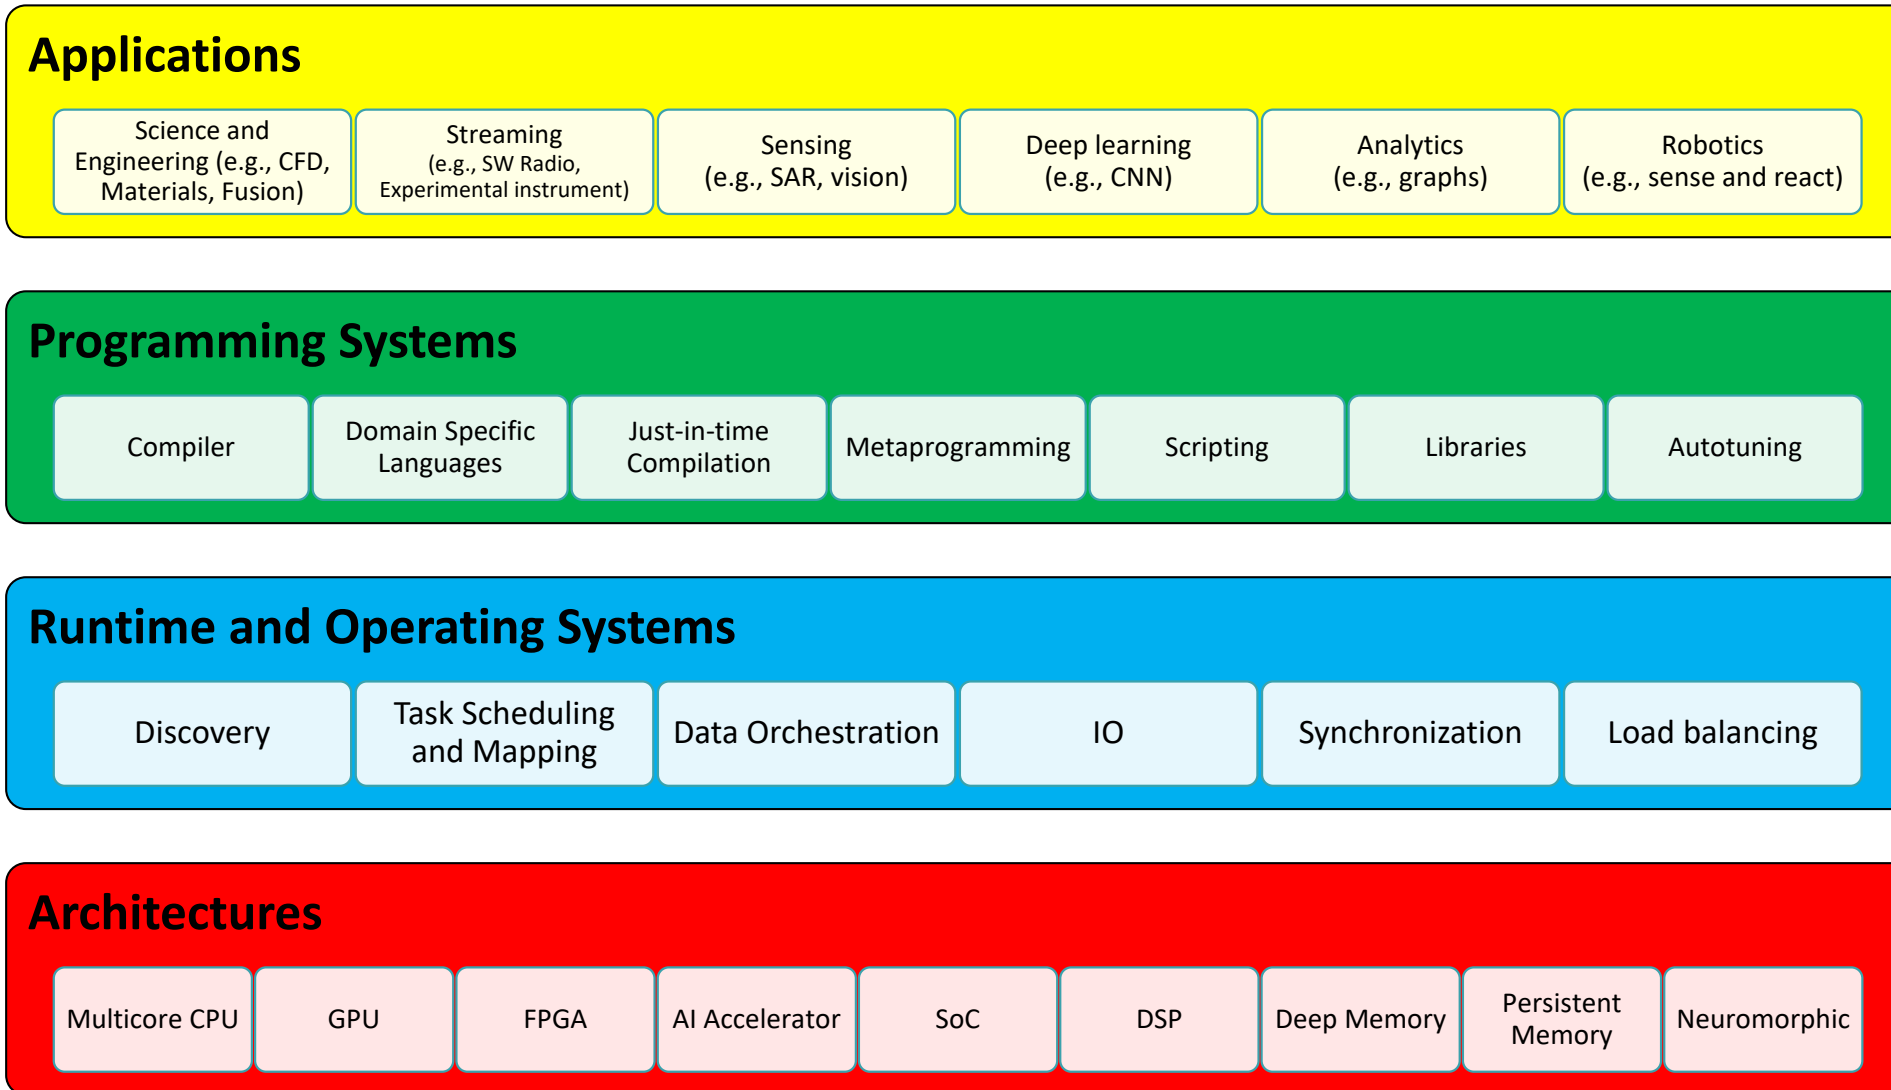 Applications
Science and
Engineering (e.g., CFD,
Materials, Fusion)
Streaming
(e.g., SW Radio,
Experimental instrument)
Sensing
(e.g., SAR, vision)
Deep learning
(e.g., CNN)
Analytics
(e.g., graphs)
Robotics
(e.g., sense and react)
Programming Systems
Compiler
Domain Specific
Languages
Just-in-time
Compilation
Metaprogramming
Scripting
Libraries
Autotuning
Runtime and Operating Systems
Discovery
Task Scheduling
and Mapping
Data Orchestration
IO
Synchronization
Load balancing
Architectures
Multicore CPU
GPU
FPGA
AI Accelerator
SoC
DSP
Deep Memory
Persistent
Memory
Neuromorphic